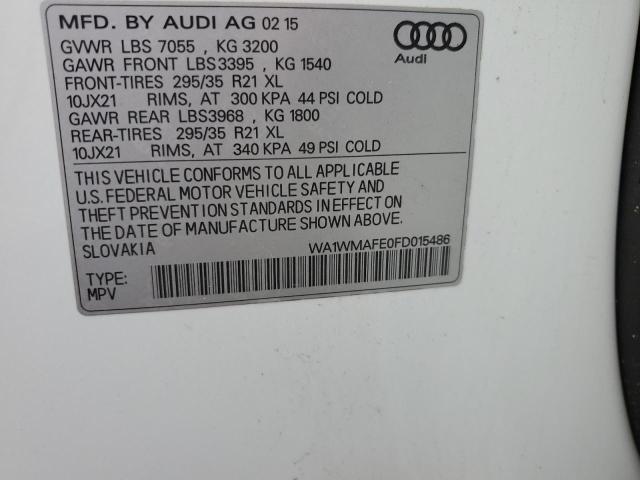 MFD. BY AUDI AG 02 15
GVWR LBS 7055 , KG 3200
GAWR FRONT LBS3395 , KG 1540
FRONT-TIRES 295/35 R21 XL
10JX21 RIMS, AT 300 KPA 44 PSI COLD
GAWR REAR LBS3968 , KG 1800
REAR-TIRES 295/35 R21 XL
10JX21 RIMS, AT 340 KPA 49 PSI COLD
Audi
THIS VEHICLE CONFORMS TO ALL APPLICABLE
U.S. FEDERAL MOTOR VEHICLE SAFETY AND
THEFT PREVENTION STANDARDS IN EFFECT ON
THE DATE OF MANUFACTURE SHOWN ABOVE.
SLOVAKIA WA1WMAFE0FD015486
TYPE:
MPV